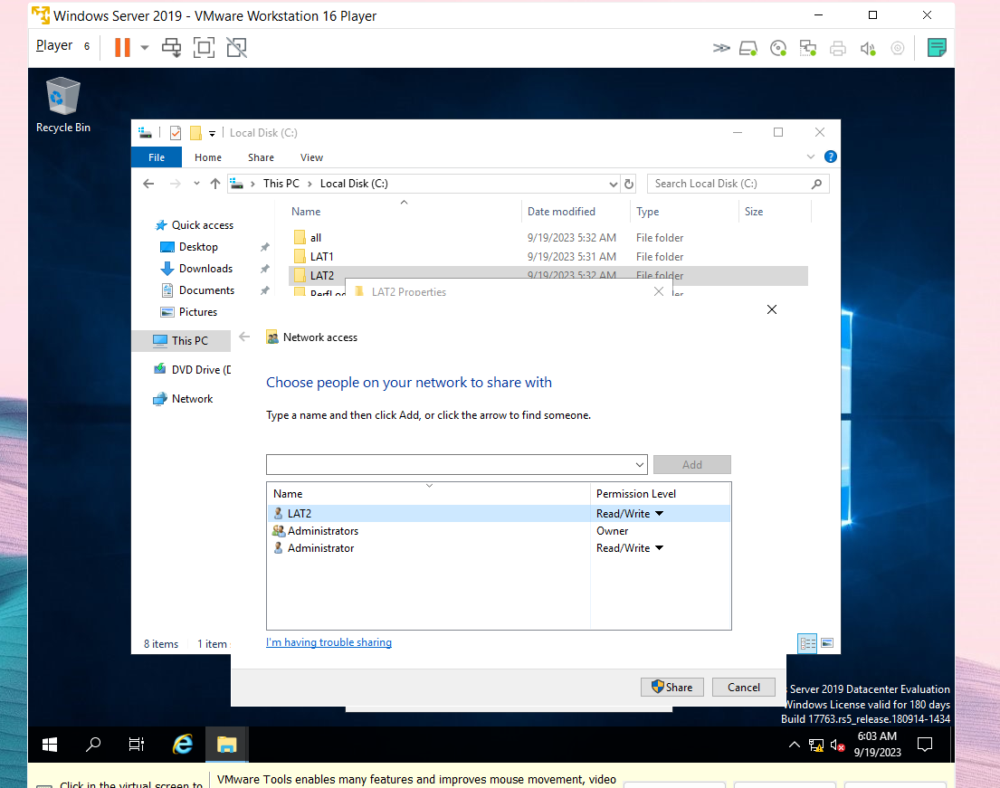 Windows Server 2019 - VMware Workstation 16 Player
Player 6
Recycle Bin
Local Disk (C:)
File Home Share View
This PC Local Disk (C:) Search Local Disk (C:)
Name Date modified Type Size
Quick access
Desktop
Downloads
Documents
Pictures
This PC
DVD Drive (
Network
all 9/19/2023 5:32 AM File folder
LAT1 9/19/2023 5:31 AM File folder
LAT2 9/19/2023 5:32 AM File folder
LAT2 Properties
Network access
Choose people on your network to share with
Type a name and then click Add, or click the arrow to find someone.
Add
Name Permission Level
LAT2 Read/Write
Administrators Owner
Administrator Read/Write
I'm having trouble sharing
8 items 1 item
Share Cancel
Server 2019 Datacenter Evaluation
Windows License valid for 180 days
Build 17763.rs5_release.180914-1434
6:03 AM
9/19/2023
Click in the virtual screen to
VMware Tools enables many features and improves mouse movement, video